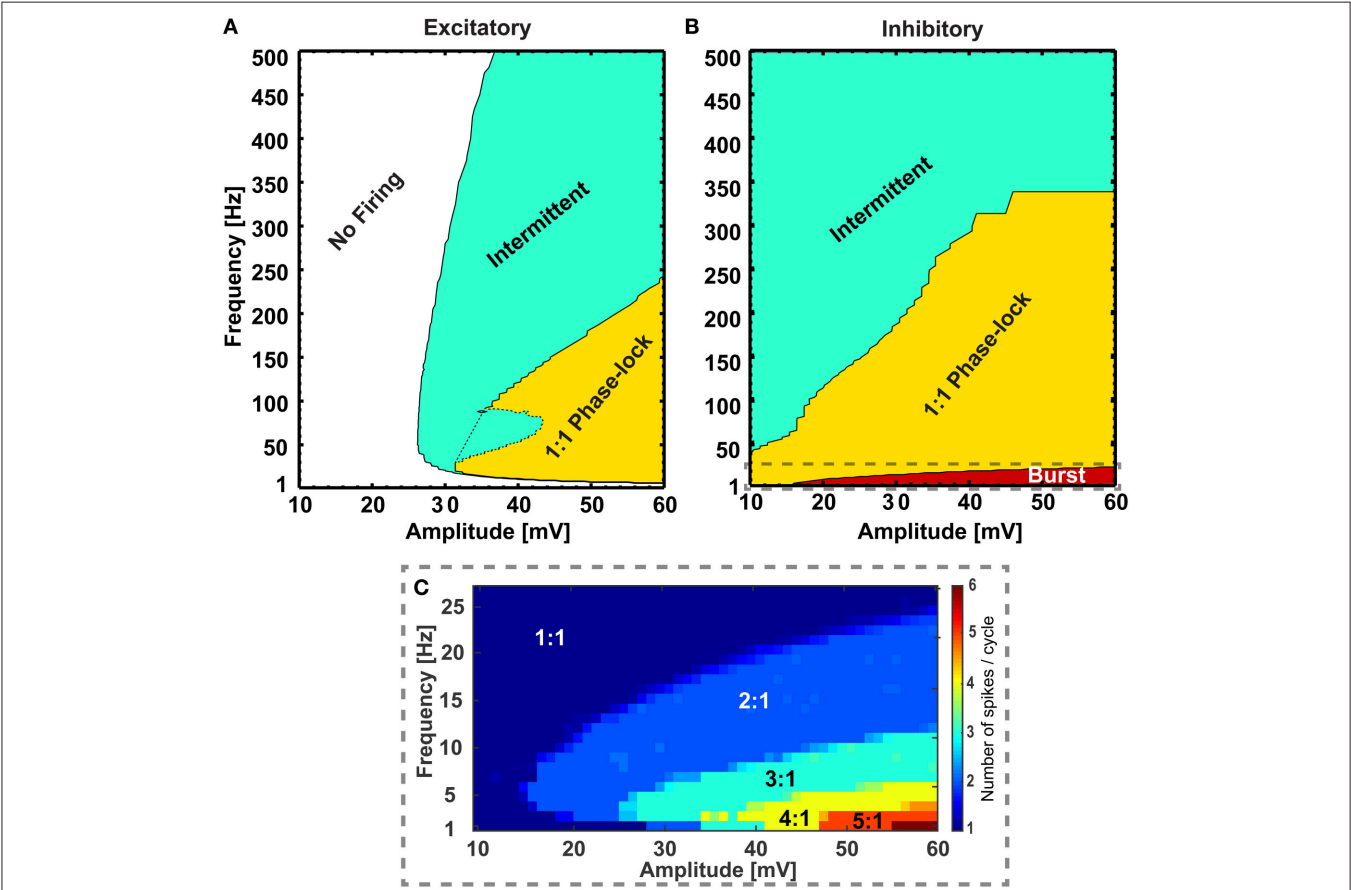 A
Excitatory
B
Inhibitory
500
450
400
350
300
250
200
150
100
50
1
Frequency [Hz]
No Firing
Intermittent
1:1 Phase-lock
10 20 30 40 50 60
Amplitude [mV]
500
450
400
350
300
250
200
150
100
50
1
Intermittent
1:1 Phase-lock
Burst
10 20 30 40 50 60
Amplitude [mV]
C
25
20
15
10
5
1
Frequency [Hz]
1:1
2:1
3:1
4:1
5:1
10 20 30 40 50 60
Amplitude [mV]
6
5
4
3
2
1
Number of spikes / cycle